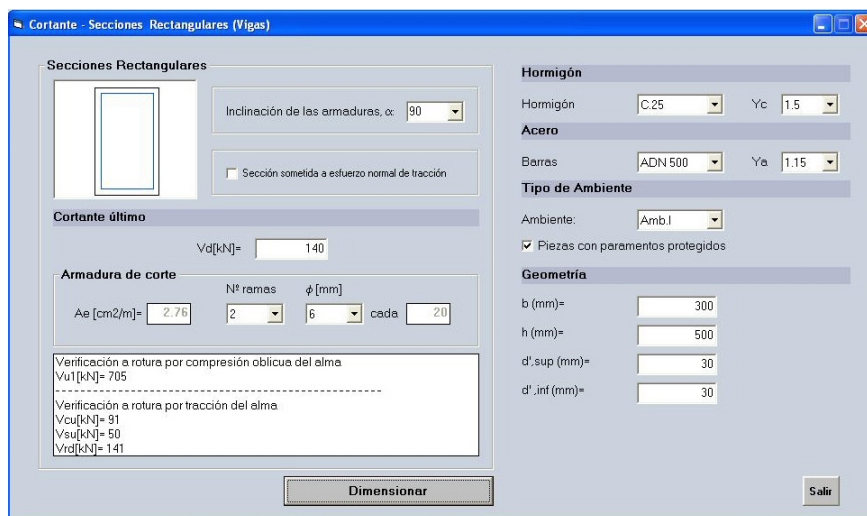 Cortante - Secciones Rectangulares (Vigas)
Secciones Rectangulares
Inclinación de las armaduras, α: 90
Sección sometida a esfuerzo normal de tracción
Cortante último
Vd[kN]= 140
Armadura de corte
Nº ramas ϕ [mm]
Ae [cm2/m]= 2.76 2 6 cada 20
Verificación a rotura por compresión oblicua del alma
Vu1[kN]= 705
------------------------------------------------------------
Verificación a rotura por tracción del alma
Vcu[kN]= 91
Vsu[kN]= 50
Vrd[kN]= 141
Dimensionar
Hormigón
Hormigón C.25 Yc 1.5
Acero
Barras ADN 500 Ya 1.15
Tipo de Ambiente
Ambiente: Amb.I
Piezas con paramentos protegidos
Geometría
b (mm)= 300
h (mm)= 500
d',sup (mm)= 30
d',inf (mm)= 30
Salir